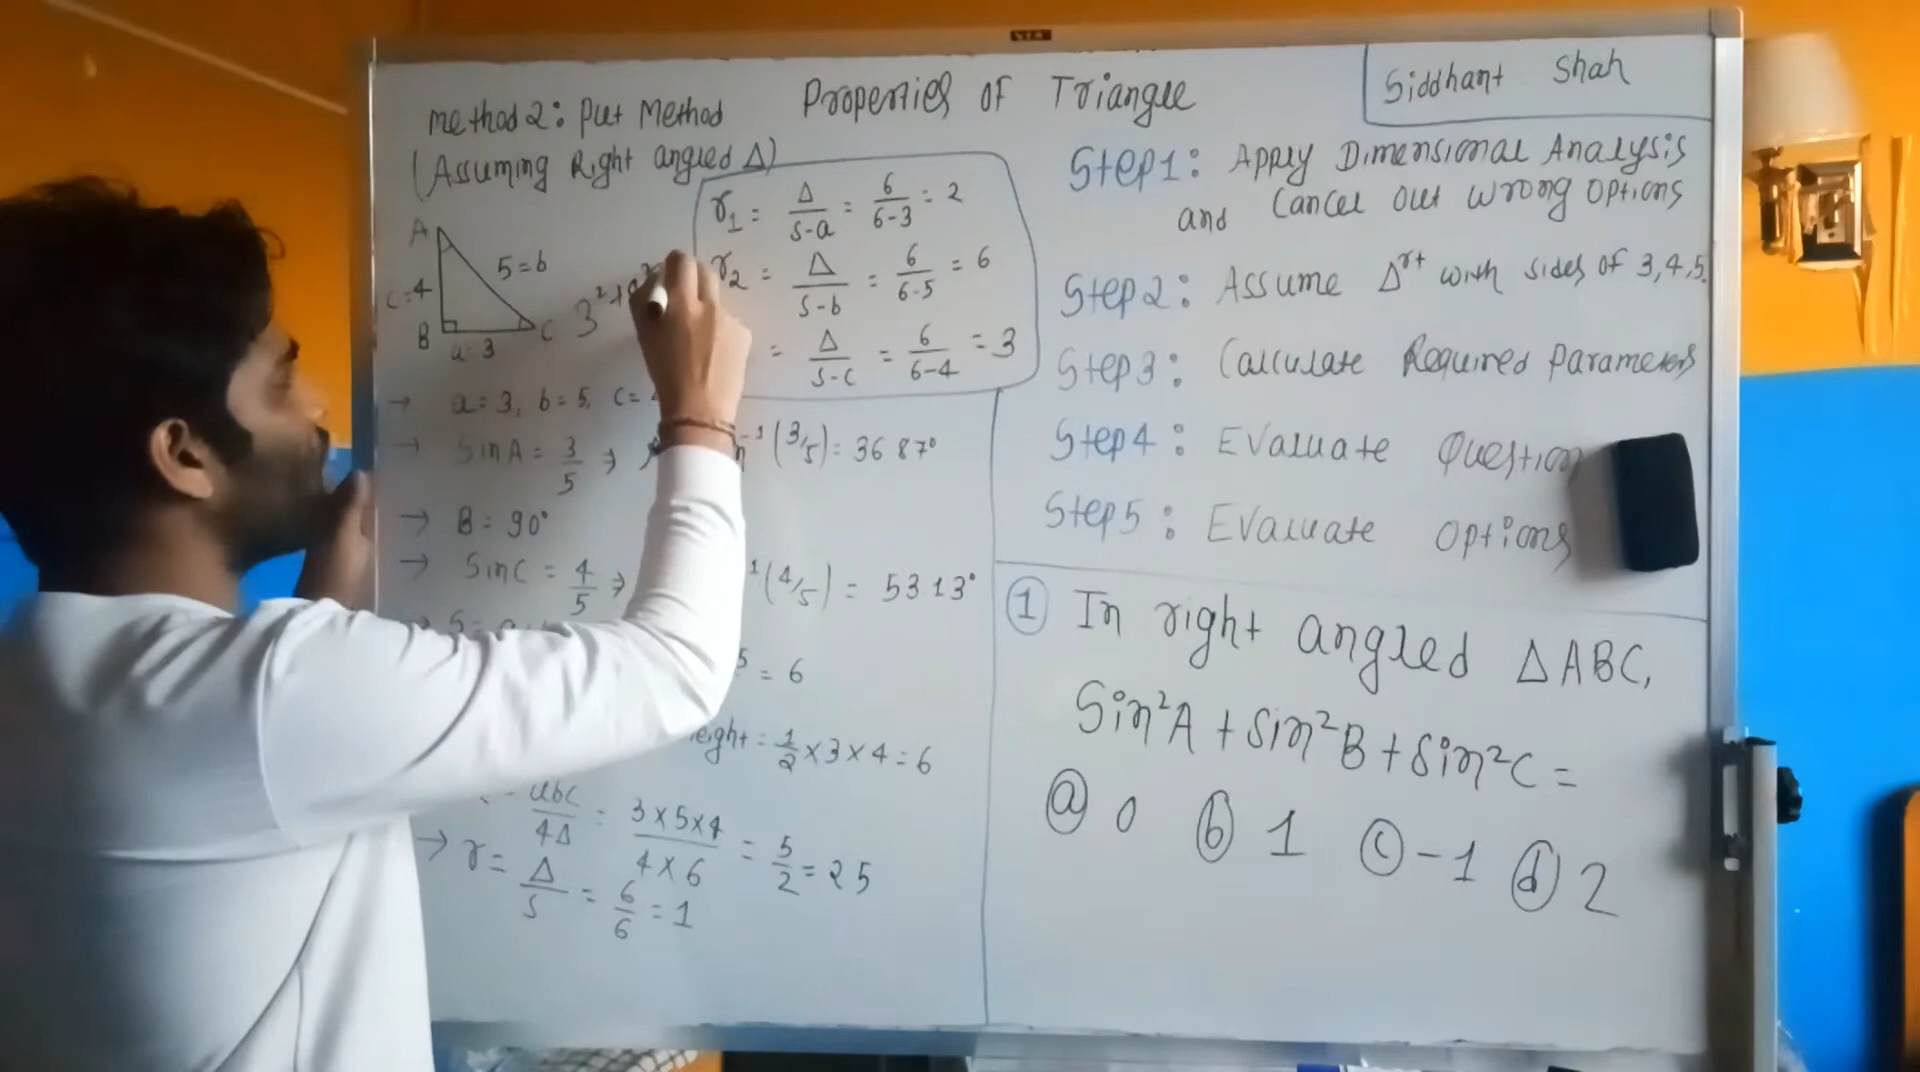 Properties of Triangle
Siddhant Shah
Method 2: Put Method
(Assuming Right angled Δ)
A
c=4
5=b
B
a=3
C
3²+
r1 = Δ/s-a = 6/6-3 = 2
r2 = Δ/s-b = 6/6-5 = 6
= Δ/s-c = 6/6-4 = 3
→ a=3, b=5, c=
→ SinA = 3/5 ⇒ -1(3/5) = 36 87°
→ B = 90°
→ SinC = 4/5 ⇒ 1(4/5) = 53 13°
5 = 6
eight = 1/2 × 3 × 4 = 6
abc/4Δ = 3×5×4/4×6 = 5/2 = 2 5
→ r = Δ/s = 6/6 = 1
Step1: Apply Dimensional Analysis
and Cancel out wrong options
Step2: Assume Δ^r+ with sides of 3,4,5.
Step3: Calculate Required Parameters
Step4: Evaluate Question
Step5: Evaluate Options
① In right angled ΔABC,
Sin²A + Sin²B + Sin²C =
ⓐ 0 ⓑ 1 ⓒ -1 ⓓ 2